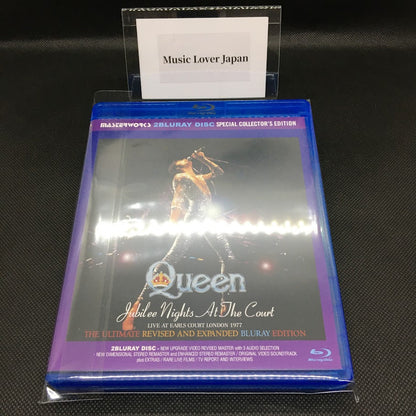 Music Lover Japan
MASTERWORKS 2BLURAY DISC SPECIAL COLLECTOR'S EDITION
Queen
Jubilee Nights At The Court
LIVE AT EARLS COURT LONDON 1977
THE ULTIMATE REVISED AND EXPANDED BLURAY EDITION
2BLURAY DISC - NEW UPGRADE VIDEO REVISED MASTER with 3 AUDIO SELECTION
- NEW DIMENSIONAL STEREO REMASTER and ENHANCED STEREO REMASTER / ORIGINAL VIDEO SOUNDTRACK
plus EXTRAS / RARE LIVE FILMS / TV REPORT AND INTERVIEWS